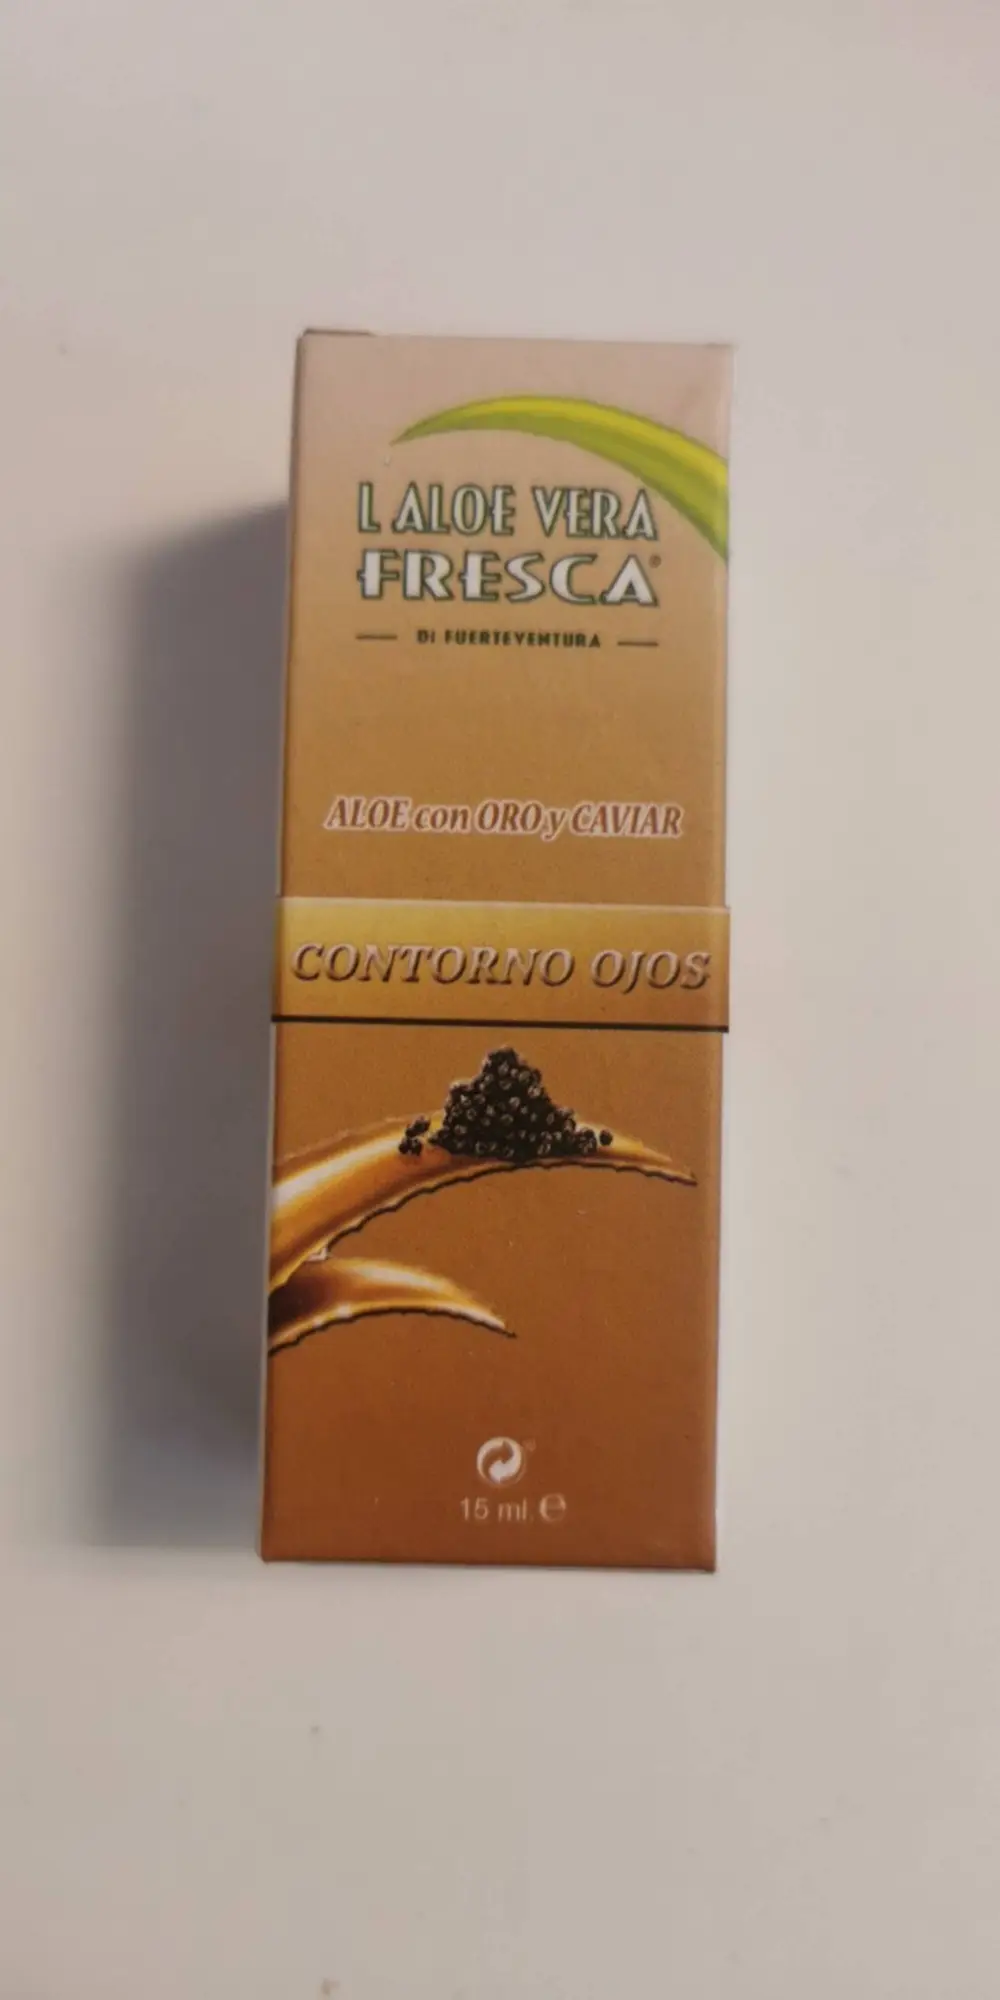 L ALOE VERA
FRESCA®
DI FUERTEVENTURA
ALOE con ORO y CAVIAR
CONTORNO OJOS
15 ml. ℮